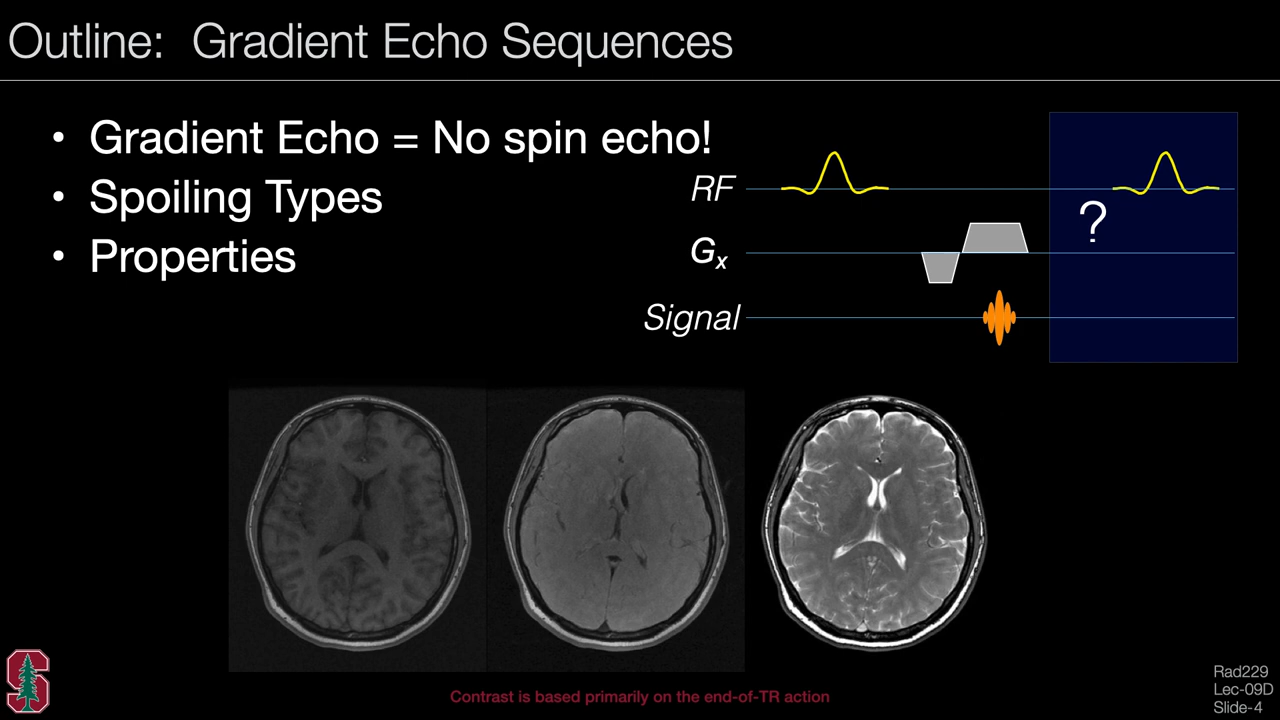 Outline:  Gradient Echo Sequences
• Gradient Echo = No spin echo!
• Spoiling Types
• Properties
RF
?
Gx
Signal
Contrast is based primarily on the end-of-TR action
Rad229
Lec-09D
Slide-4
S